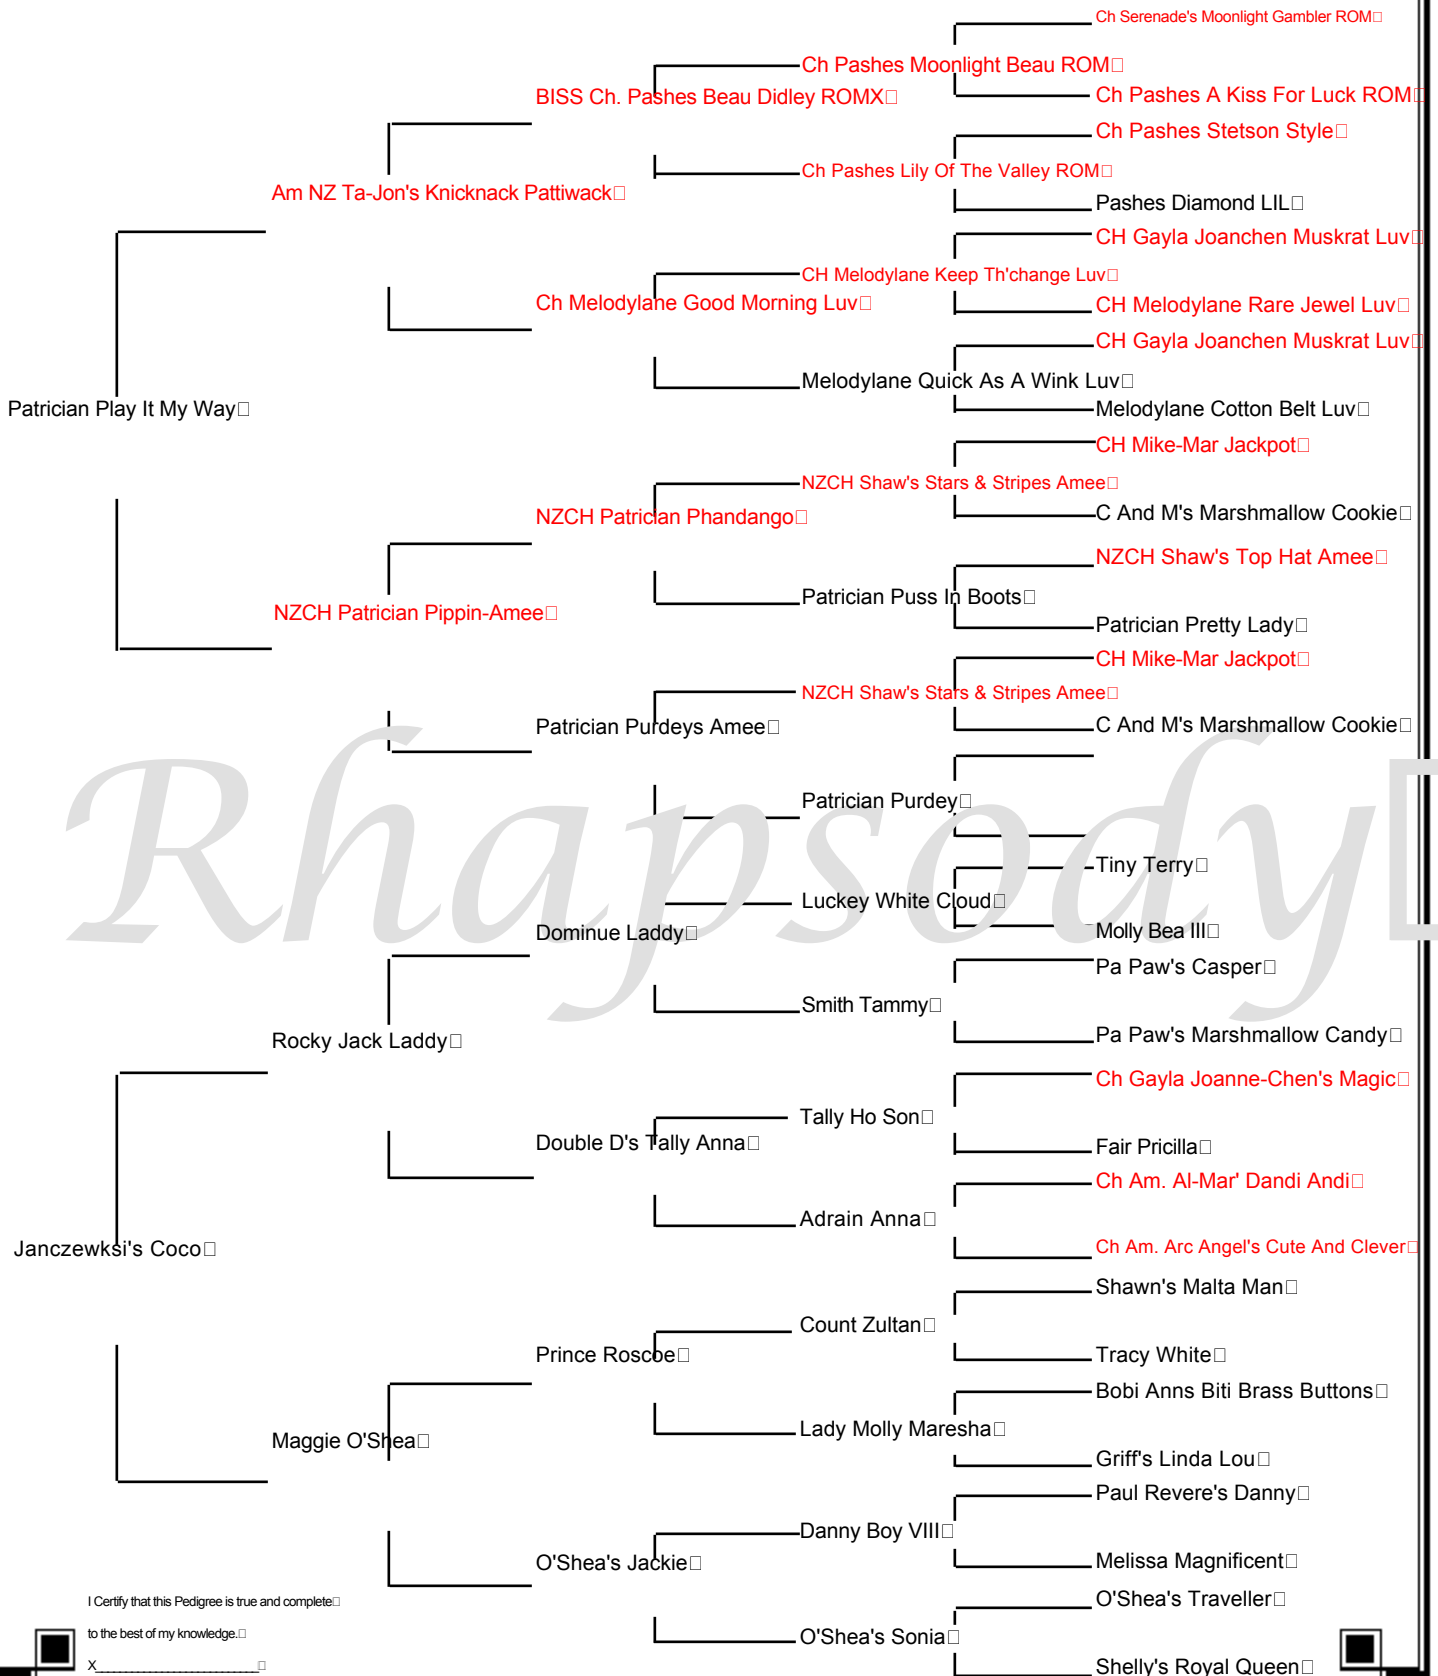 Ch Serenade's Moonlight Gambler ROM
Ch Pashes Moonlight Beau ROM
BISS Ch. Pashes Beau Didley ROMX
Ch Pashes A Kiss For Luck ROM
Ch Pashes Stetson Style
Ch Pashes Lily Of The Valley ROM
Am NZ Ta-Jon's Knicknack Pattiwack
Pashes Diamond LIL
CH Gayla Joanchen Muskrat Luv
CH Melodylane Keep Th'change Luv
Ch Melodylane Good Morning Luv
CH Melodylane Rare Jewel Luv
CH Gayla Joanchen Muskrat Luv
Melodylane Quick As A Wink Luv
Patrician Play It My Way
Melodylane Cotton Belt Luv
CH Mike-Mar Jackpot
NZCH Shaw's Stars & Stripes Amee
NZCH Patrician Phandango
C And M's Marshmallow Cookie
NZCH Shaw's Top Hat Amee
Patrician Puss In Boots
NZCH Patrician Pippin-Amee
Patrician Pretty Lady
CH Mike-Mar Jackpot
NZCH Shaw's Stars & Stripes Amee
Patrician Purdeys Amee
C And M's Marshmallow Cookie
Patrician Purdey
Rhapsody
Tiny Terry
Luckey White Cloud
Dominue Laddy
Molly Bea III
Pa Paw's Casper
Smith Tammy
Rocky Jack Laddy
Pa Paw's Marshmallow Candy
Ch Gayla Joanne-Chen's Magic
Tally Ho Son
Double D's Tally Anna
Fair Pricilla
Ch Am. Al-Mar' Dandi Andi
Adrain Anna
Janczewksi's Coco
Ch Am. Arc Angel's Cute And Clever
Shawn's Malta Man
Count Zultan
Prince Roscoe
Tracy White
Bobi Anns Biti Brass Buttons
Lady Molly Maresha
Maggie O'Shea
Griff's Linda Lou
Paul Revere's Danny
Danny Boy VIII
O'Shea's Jackie
Melissa Magnificent
O'Shea's Traveller
O'Shea's Sonia
Shelly's Royal Queen
I Certify that this Pedigree is true and complete
to the best of my knowledge.
X___________________________